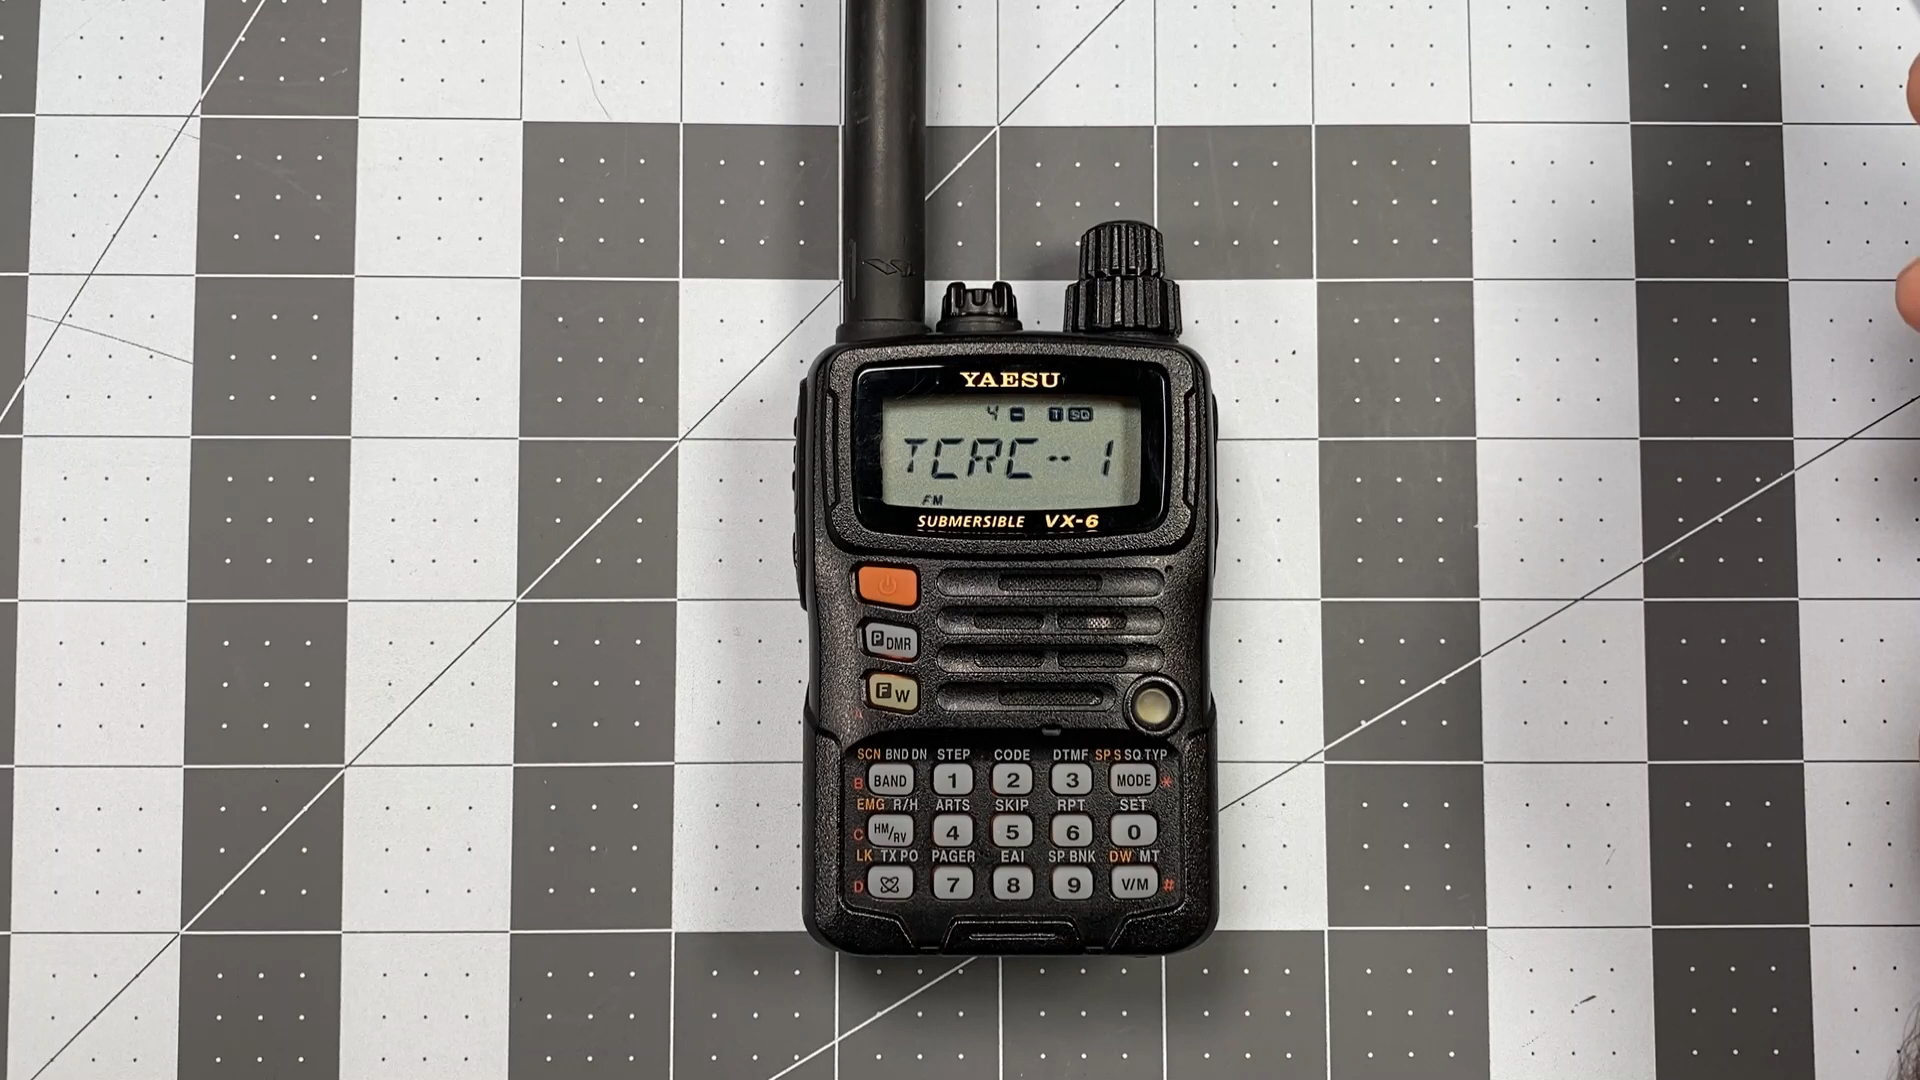 YAESU
4 - T SQ
TCRC--1
FM
SUBMERSIBLE VX-6
P DMR
F W
A
SCN BND DN STEP CODE DTMF SP S SQ TYP
B BAND 1 2 3 MODE *
EMG R/H ARTS SKIP RPT SET
C HM/RV 4 5 6 0
LK TX PO PAGER EAI SP BNK DW MT
D 7 8 9 V/M #